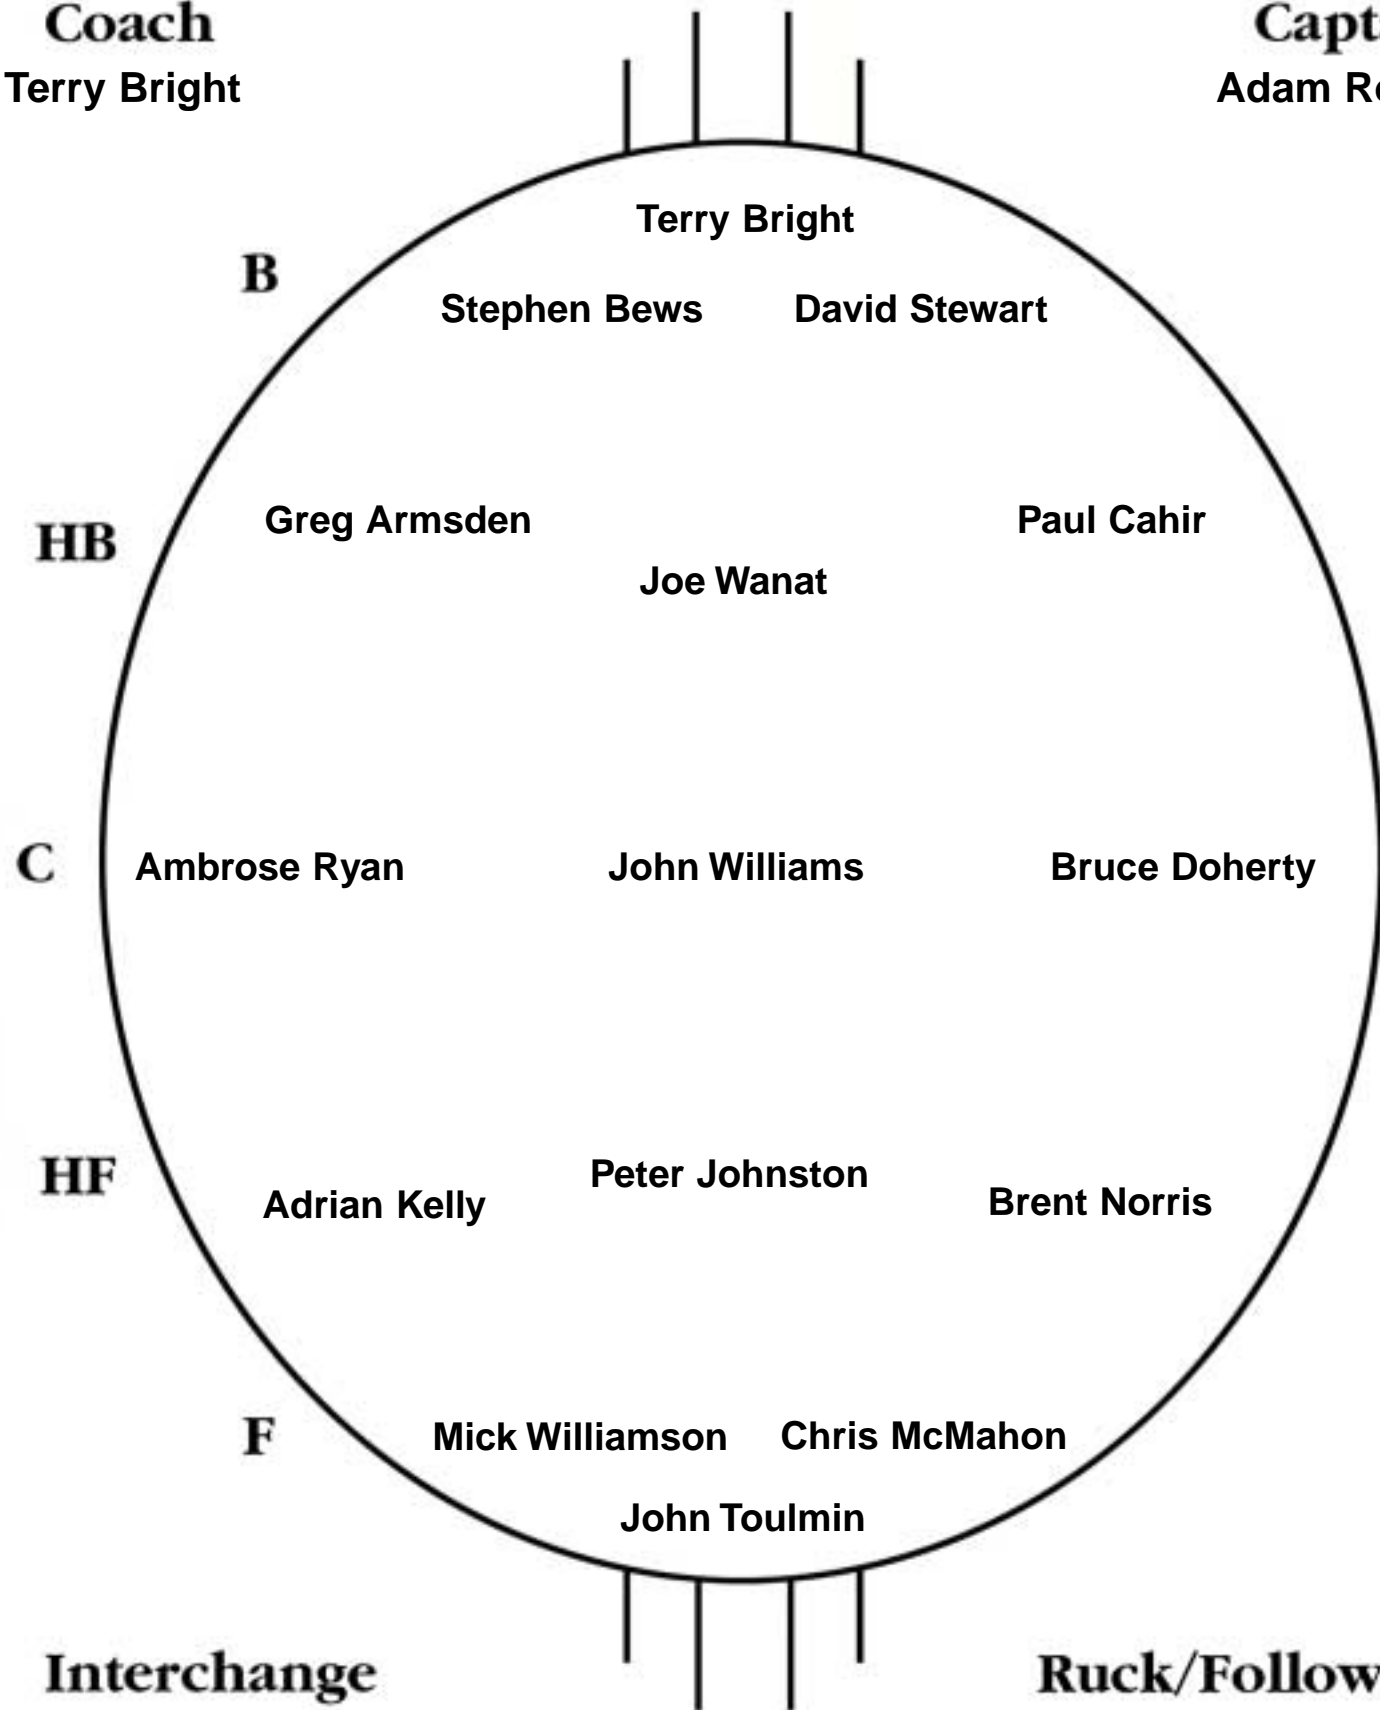 Coach
Terry Bright
Capt
Adam R
Terry Bright
B
Stephen Bews David Stewart
Greg Armsden Paul Cahir
HB
Joe Wanat
C Ambrose Ryan John Williams Bruce Doherty
HF
Peter Johnston
Adrian Kelly Brent Norris
F
Mick Williamson Chris McMahon
John Toulmin
Interchange Ruck/Follow